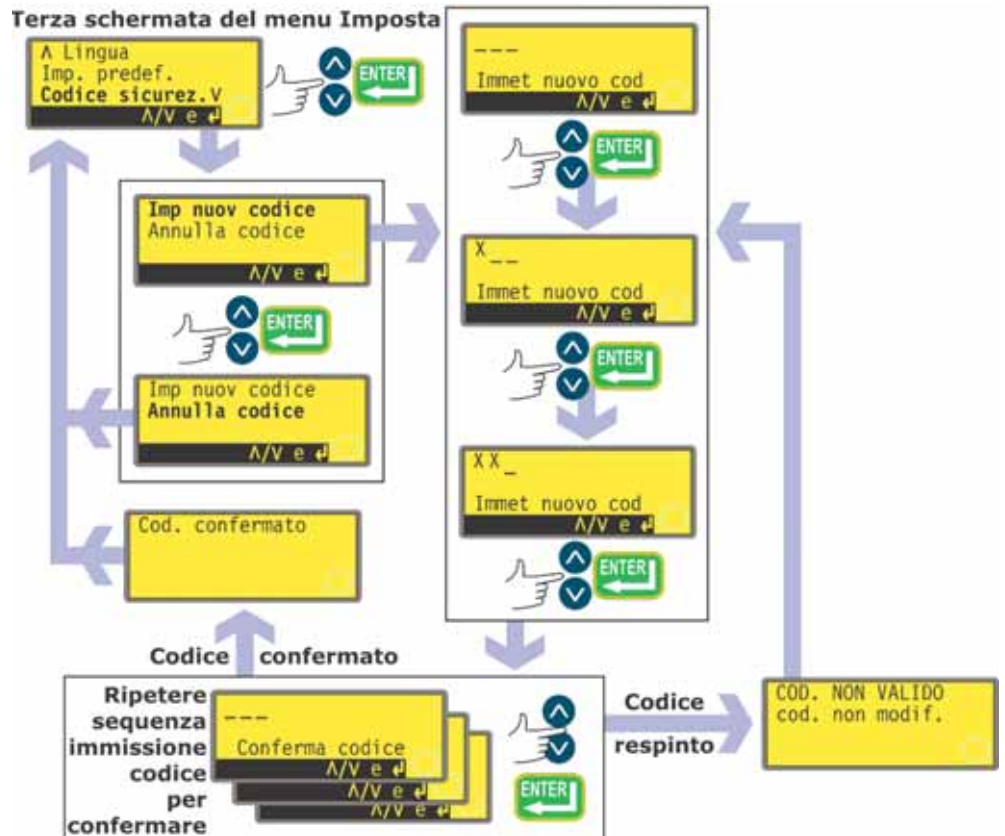 Terza schermata del menu Imposta
Λ Lingua
Imp. predef.
Codice sicurez.V
Λ/V e ↵
ENTER
Imp nuov codice
Annulla codice
Λ/V e ↵
ENTER
Imp nuov codice
Annulla codice
Λ/V e ↵
Cod. confermato
_ _ _
Immet nuovo cod
Λ/V e ↵
ENTER
X _ _
Immet nuovo cod
Λ/V e ↵
ENTER
X X _
Immet nuovo cod
Λ/V e ↵
ENTER
Codice confermato
Ripetere
sequenza
immissione
codice
per
confermare
_ _ _
Conferma codice
Λ/V e ↵
Λ/V e ↵
Λ/V e ↵
ENTER
Codice
respinto
COD. NON VALIDO
cod. non modif.